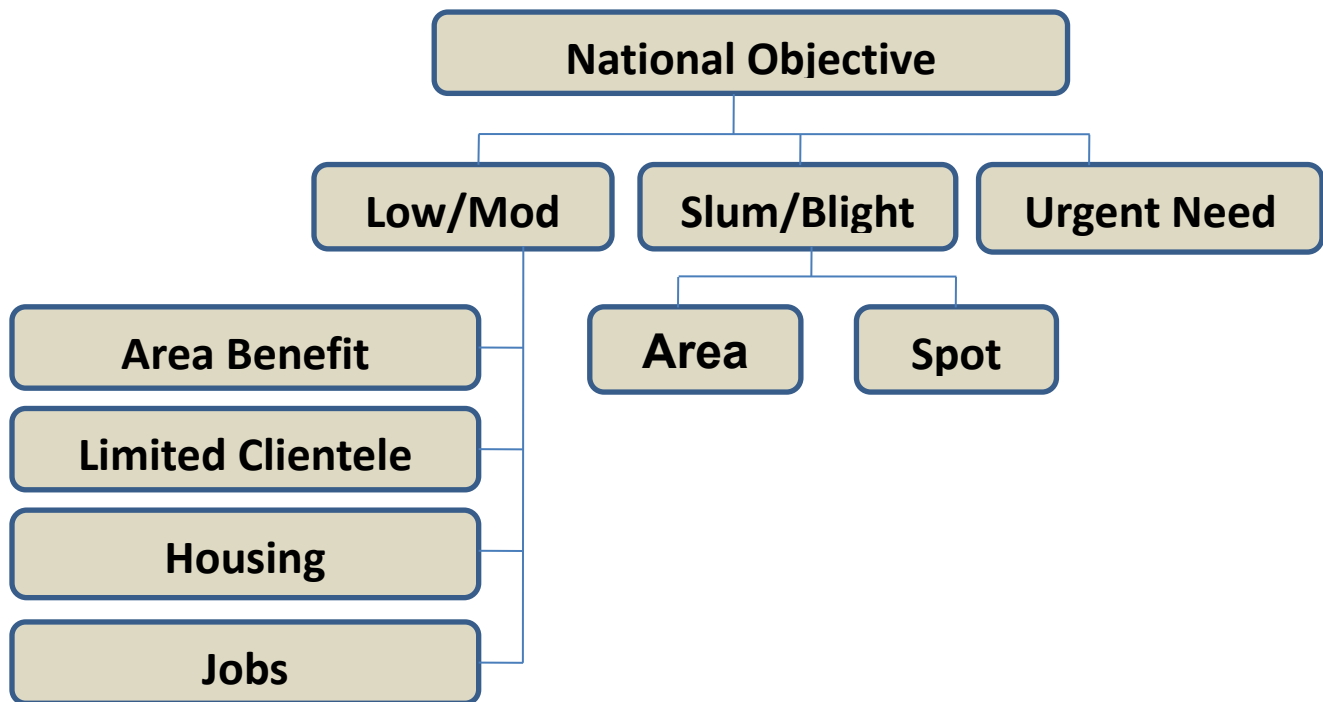 National Objective
Low/Mod
Slum/Blight
Urgent Need
Area Benefit
Limited Clientele
Housing
Jobs
Area
Spot